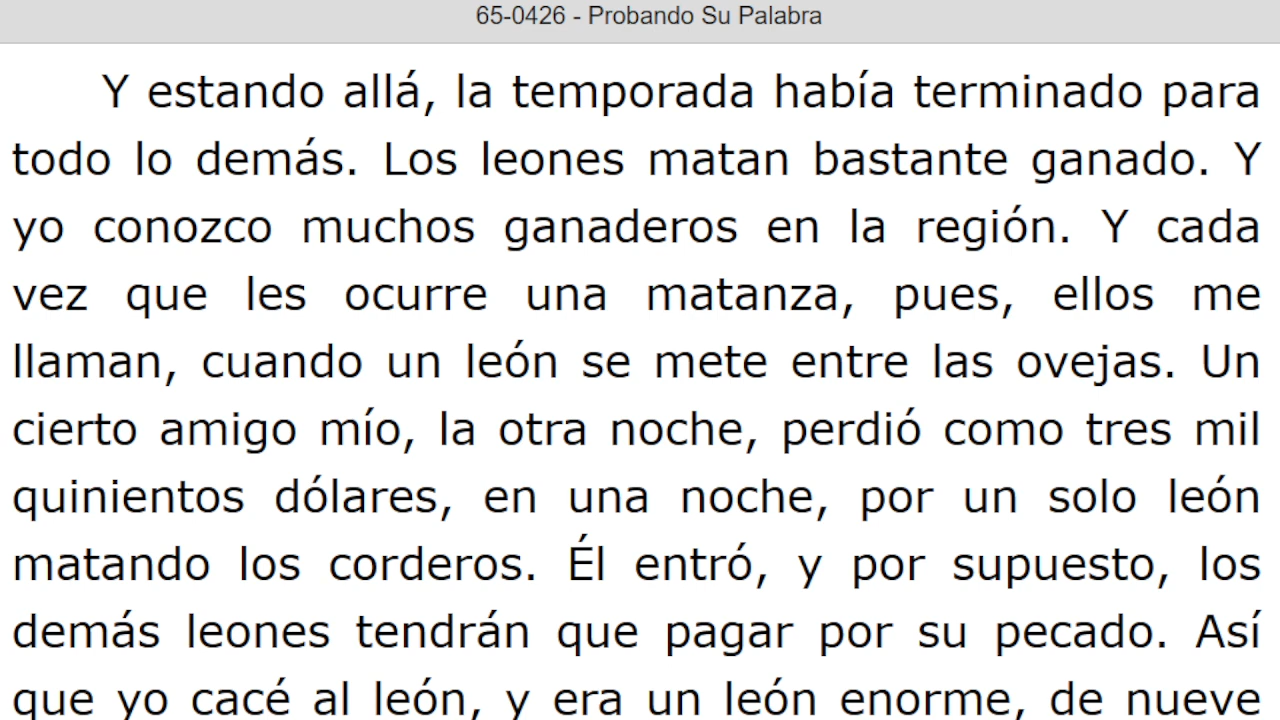 65-0426 - Probando Su Palabra
Y estando allá, la temporada había terminado para
todo lo demás. Los leones matan bastante ganado. Y
yo conozco muchos ganaderos en la región. Y cada
vez que les ocurre una matanza, pues, ellos me
llaman, cuando un león se mete entre las ovejas. Un
cierto amigo mío, la otra noche, perdió como tres mil
quinientos dólares, en una noche, por un solo león
matando los corderos. Él entró, y por supuesto, los
demás leones tendrán que pagar por su pecado. Así
que yo cacé al león, y era un león enorme, de nueve